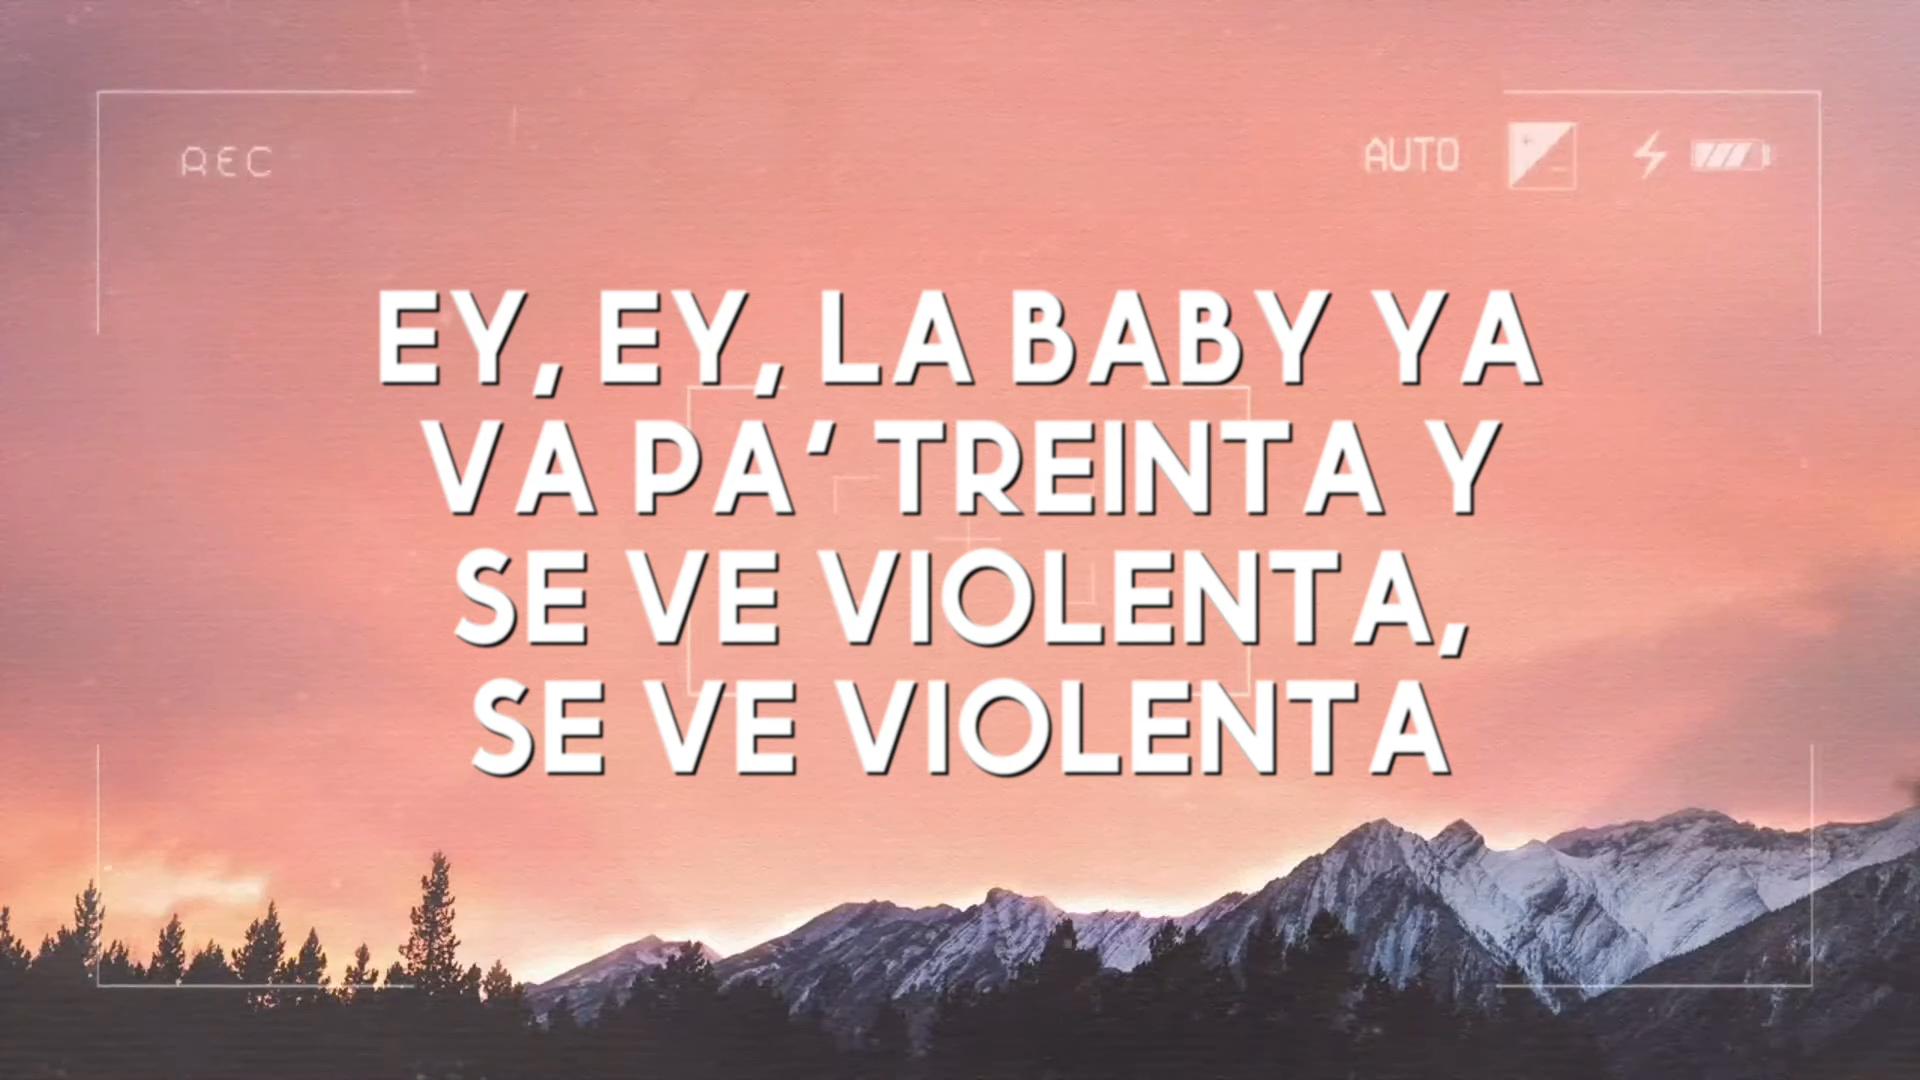 REC
AUTO
EY, EY, LA BABY YA
VA PA' TREINTA Y
SE VE VIOLENTA,
SE VE VIOLENTA